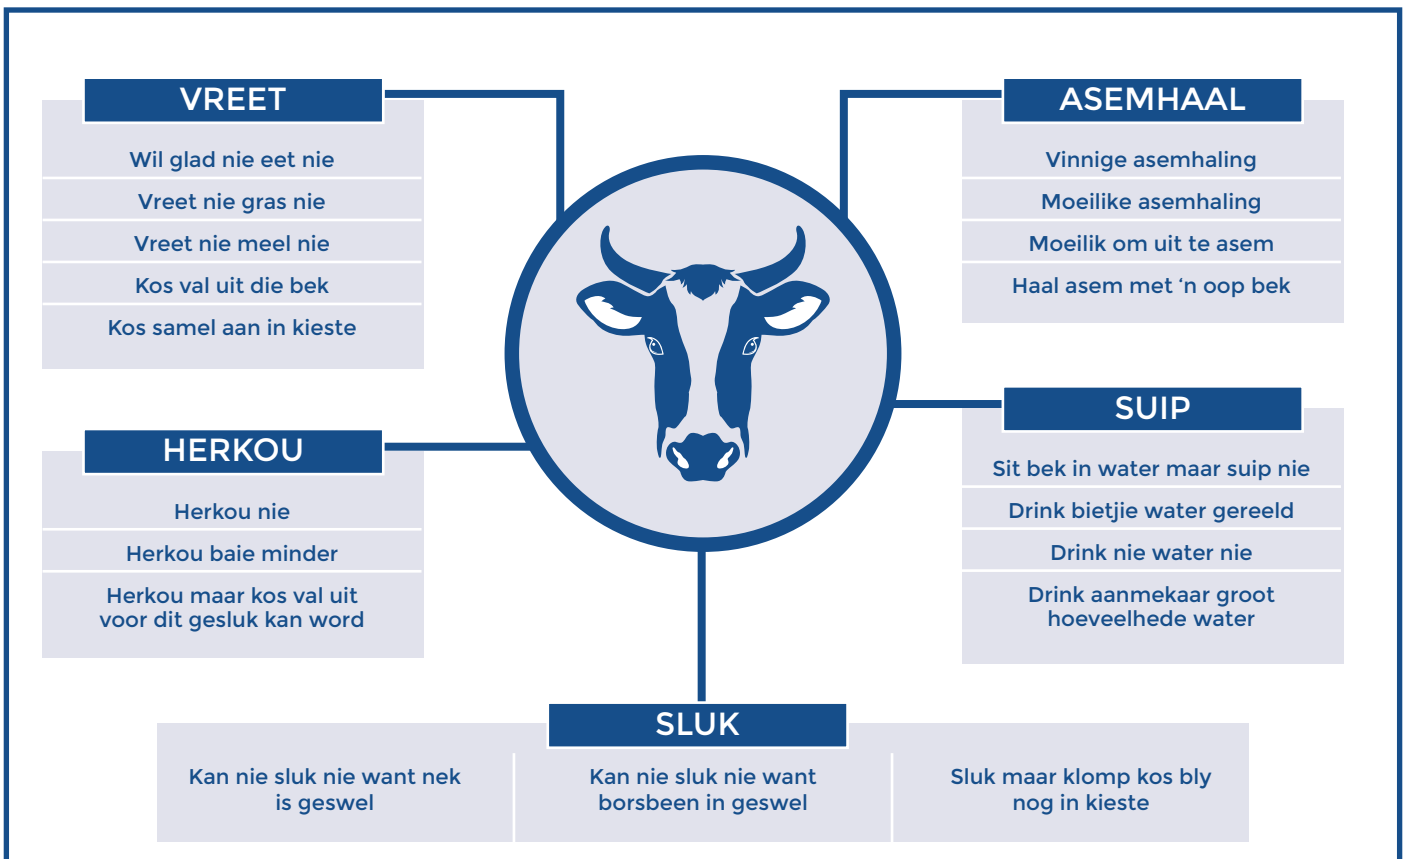 VREET
Wil glad nie eet nie
Vreet nie gras nie
Vreet nie meel nie
Kos val uit die bek
Kos samel aan in kieste
ASEMHAAL
Vinnige asemhaling
Moeilike asemhaling
Moeilik om uit te asem
Haal asem met ‘n oop bek
HERKOU
Herkou nie
Herkou baie minder
Herkou maar kos val uit
voor dit gesluk kan word
SUIP
Sit bek in water maar suip nie
Drink bietjie water gereeld
Drink nie water nie
Drink aanmekaar groot
hoeveelhede water
SLUK
Kan nie sluk nie want nek
is geswel
Kan nie sluk nie want
borsbeen in geswel
Sluk maar klomp kos bly
nog in kieste